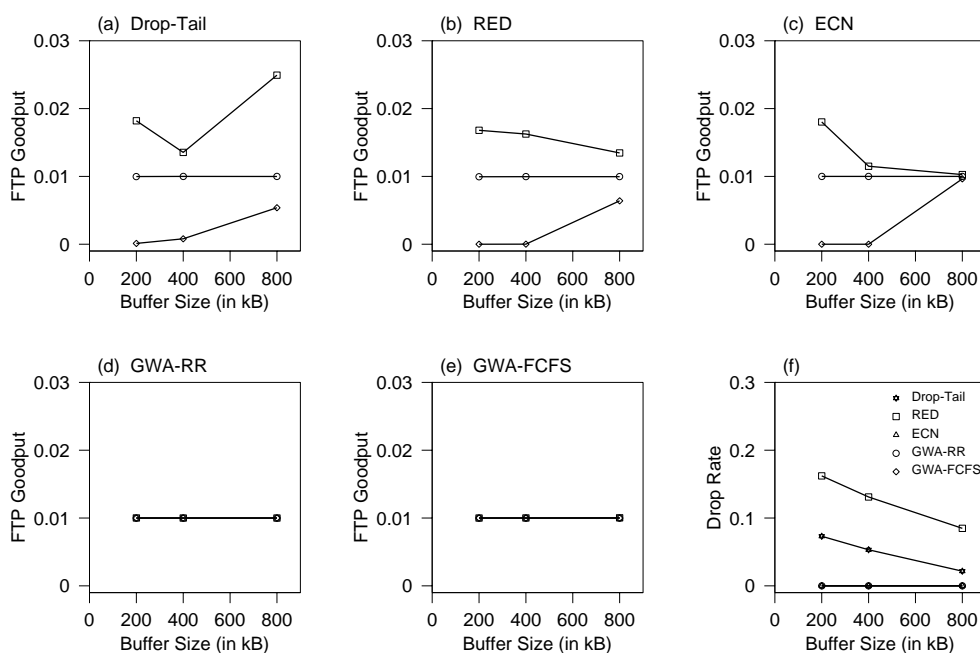 (a) Drop-Tail
0.03
0.02
0.01
0
FTP Goodput
0 200 400 600 800
Buffer Size (in kB)
(b) RED
0.03
0.02
0.01
0
FTP Goodput
0 200 400 600 800
Buffer Size (in kB)
(c) ECN
0.03
0.02
0.01
0
FTP Goodput
0 200 400 600 800
Buffer Size (in kB)
(d) GWA-RR
0.03
0.02
0.01
0
FTP Goodput
0 200 400 600 800
Buffer Size (in kB)
(e) GWA-FCFS
0.03
0.02
0.01
0
FTP Goodput
0 200 400 600 800
Buffer Size (in kB)
(f)
0.3
0.2
0.1
0
Drop Rate
Drop-Tail
RED
ECN
GWA-RR
GWA-FCFS
0 200 400 600 800
Buffer Size (in kB)